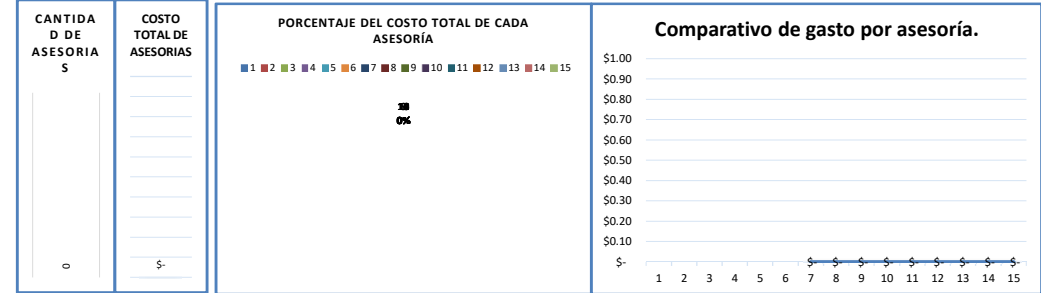 CANTIDA
D DE
ASESORIA
S
0
COSTO
TOTAL DE
ASESORIAS
$-
PORCENTAJE DEL COSTO TOTAL DE CADA
ASESORÍA
1 2 3 4 5 6 7 8 9 10 11 12 13 14 15
0%
Comparativo de gasto por asesoría.
$1.00
$0.90
$0.80
$0.70
$0.60
$0.50
$0.40
$0.30
$0.20
$0.10
$-
$- $- $- $- $- $- $- $- $-
1 2 3 4 5 6 7 8 9 10 11 12 13 14 15